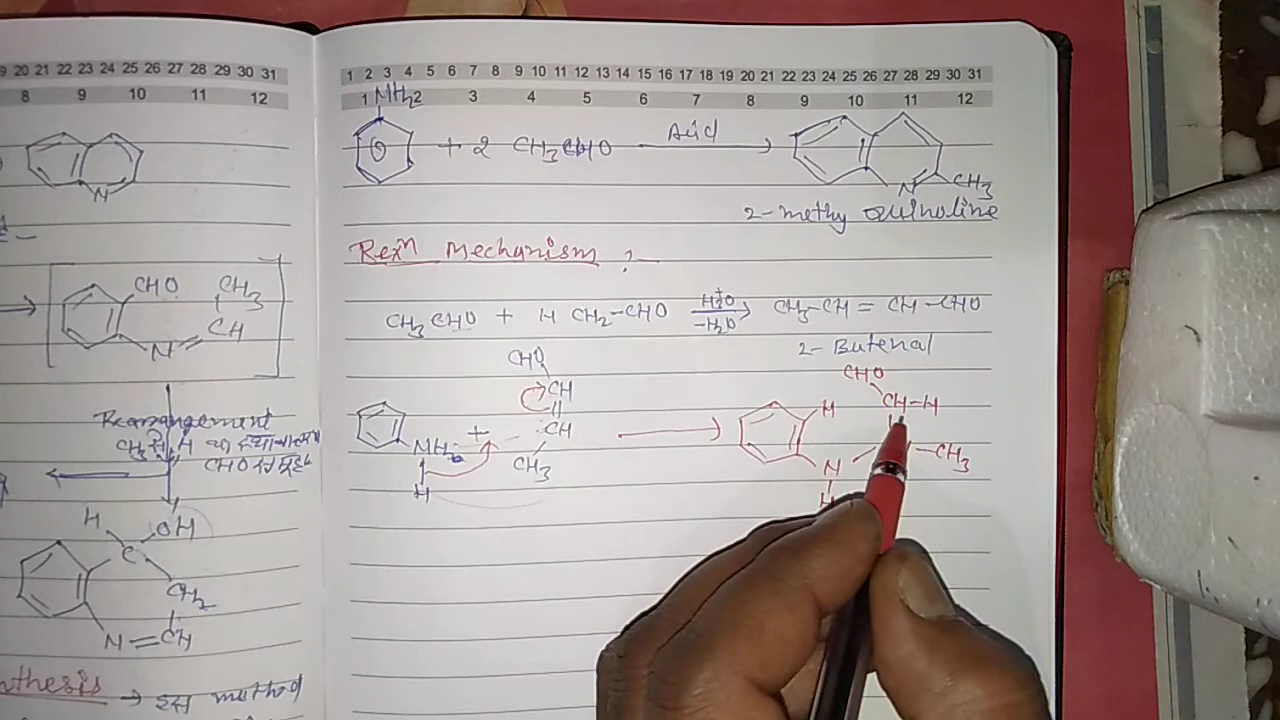 9 20 21 22 23 24 25 26 27 28 29 30 31
8 9 10 11 12
N
CHO CH3
CH
N
Rearrangement
CH3 H
CHO
H OH
C
CH2
N = CH
nthesis → इस method
1 2 3 4 5 6 7 8 9 10 11 12 13 14 15 16 17 18 19 20 21 22 23 24 25 26 27 28 29 30 31
1 3 4 5 6 7 8 9 10 11 12
NH2
+ 2 CH3CHO Acid → N CH3
2-methy Quinoline
Rexn Mechanism :-
CH3 CHO + H CH2-CHO H3+O -H2O → CH3-CH = CH-CHO
2- Butenal
CHO CHO
CH H CH-H
NH + CH → CH3
CH3 N
H H